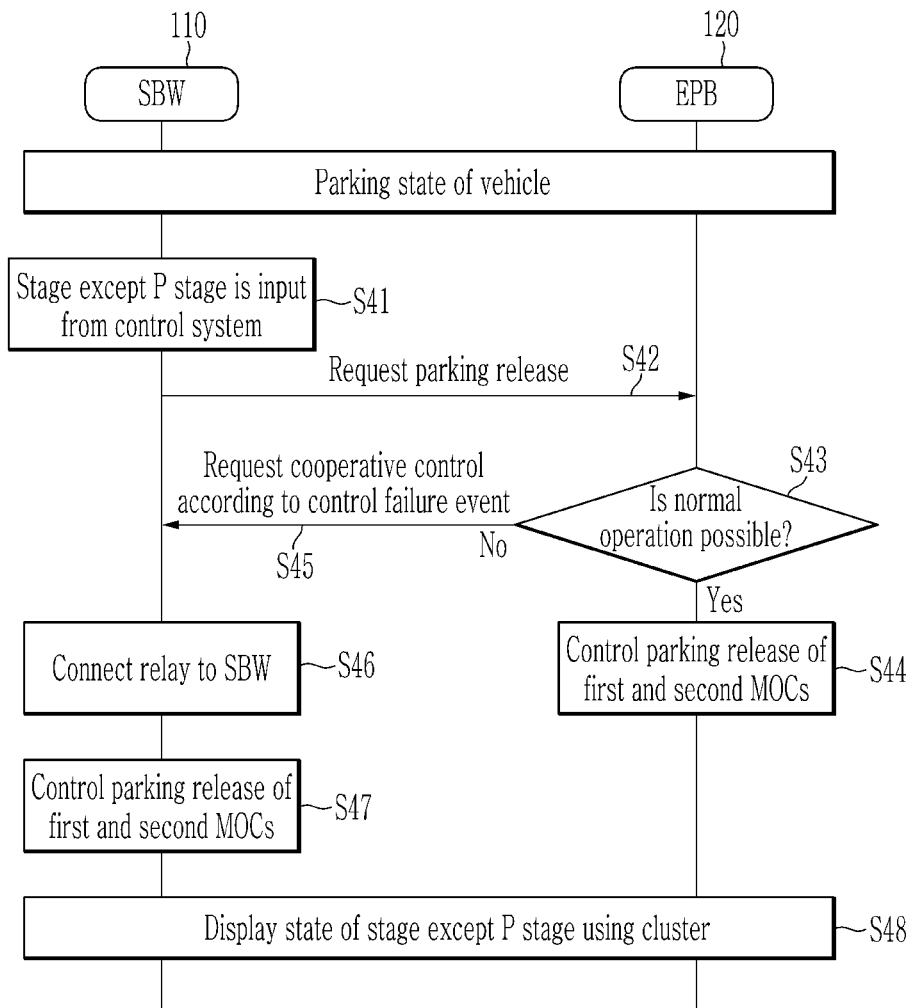 110
120
SBW
EPB
Parking state of vehicle
Stage except P stage is input
from control system
S41
Request parking release
S42
Request cooperative control
according to control failure event
S45
No
S43
Is normal
operation possible?
Yes
Connect relay to SBW
S46
Control parking release of
first and second MOCs
S44
Control parking release of
first and second MOCs
S47
Display state of stage except P stage using cluster
S48